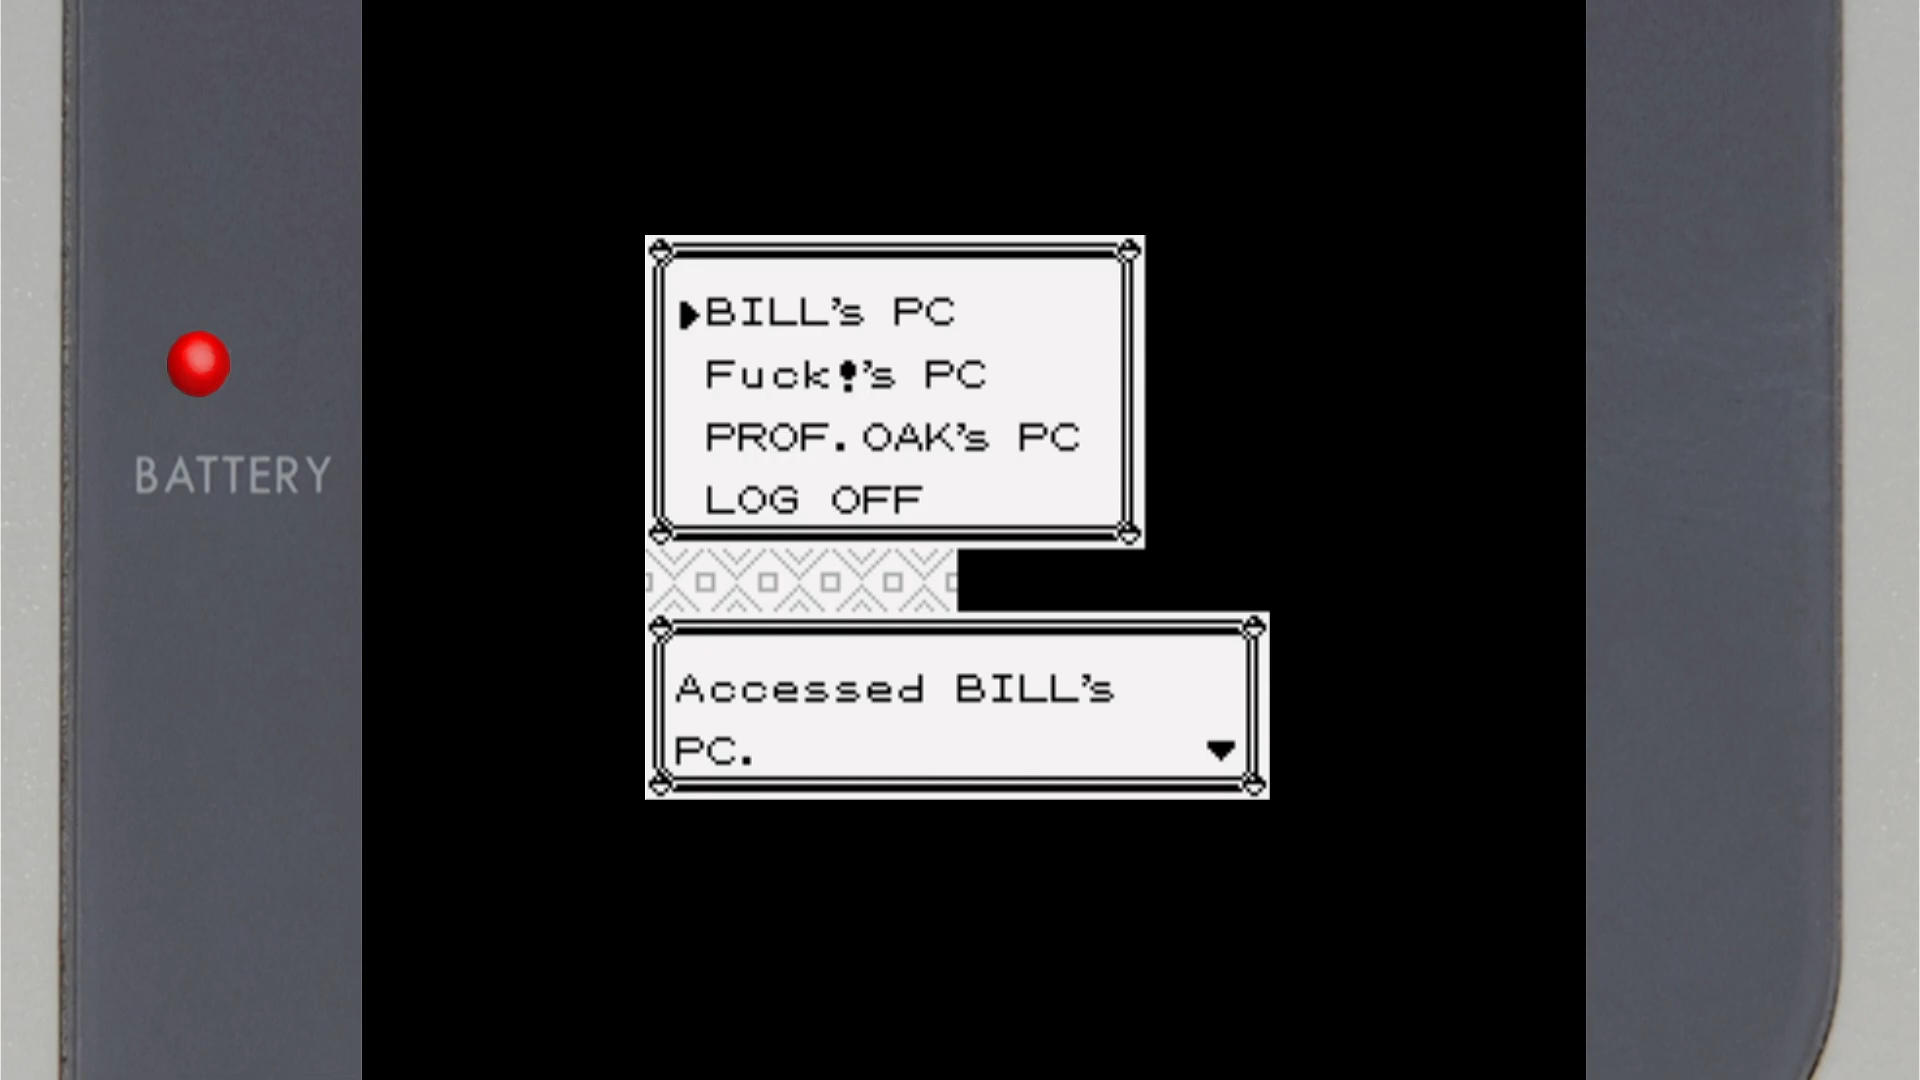 BATTERY
▶BILL's PC
Fuck!'s PC
PROF.OAK's PC
LOG OFF
Accessed BILL's
PC.